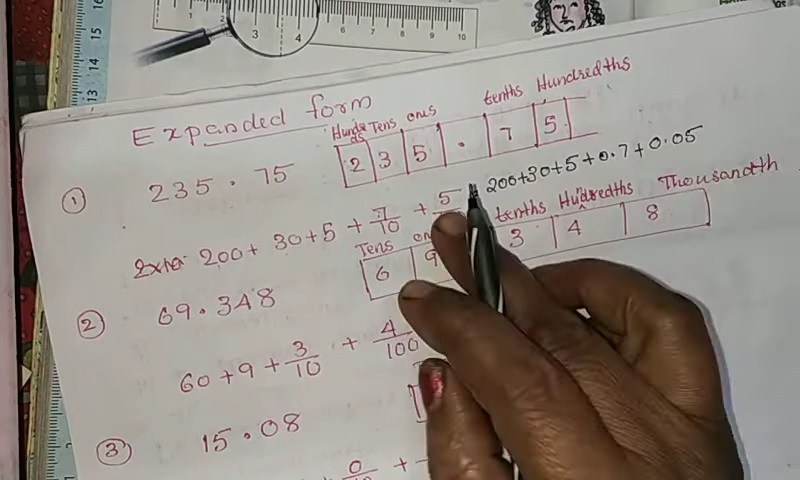 Expanded form
① 235.75
Tens ones tenths Hundredths
2 3 5 . 7 5
200+30+5+0.7+0.05
200+ 30+5 + 7/10 + 5
② 69.348
Tens tenths Hundredths Thousandth
6 9 3 4 8
60+9+ 3/10 + 4/100
③ 15.08
0